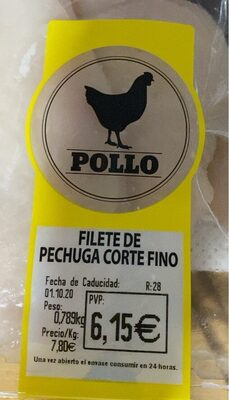 POLLO
FILETE DE
PECHUGA CORTE FINO
Fecha de Caducidad: R:28
01.10.20 PVP:
Peso:
0,789kg 6,15€
Precio/Kg:
7,80€
Una vez abierto el envase consumir en 24 horas.